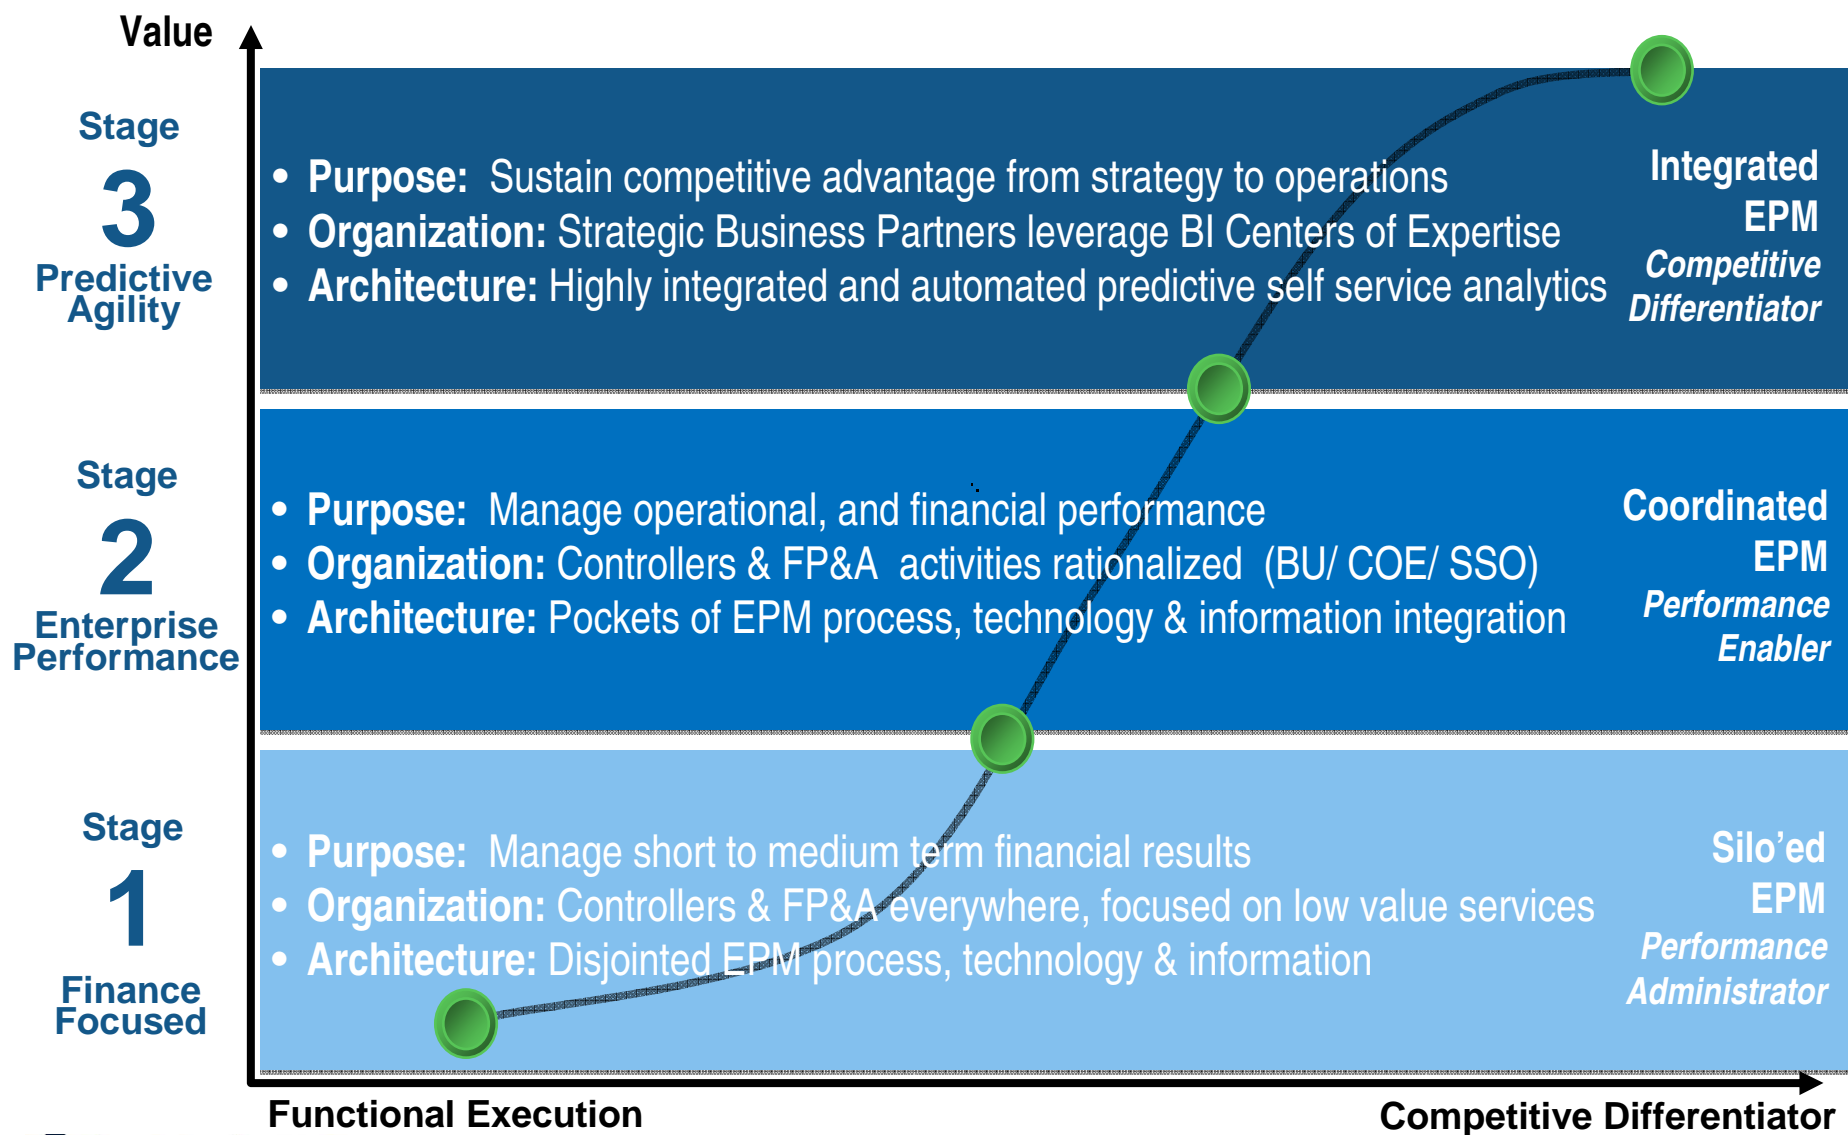 Value
Stage
3
Predictive
Agility
• Purpose:  Sustain competitive advantage from strategy to operations
• Organization: Strategic Business Partners leverage BI Centers of Expertise
• Architecture: Highly integrated and automated predictive self service analytics
Integrated
EPM
Competitive
Differentiator
Stage
2
Enterprise
Performance
• Purpose:  Manage operational, and financial performance
• Organization: Controllers & FP&A  activities rationalized  (BU/ COE/ SSO)
• Architecture: Pockets of EPM process, technology & information integration
Coordinated
EPM
Performance
Enabler
Stage
1
Finance
Focused
• Purpose:  Manage short to medium term financial results
• Organization: Controllers & FP&A everywhere, focused on low value services
• Architecture: Disjointed EPM process, technology & information
Silo’ed
EPM
Performance
Administrator
Functional Execution
Competitive Differentiator